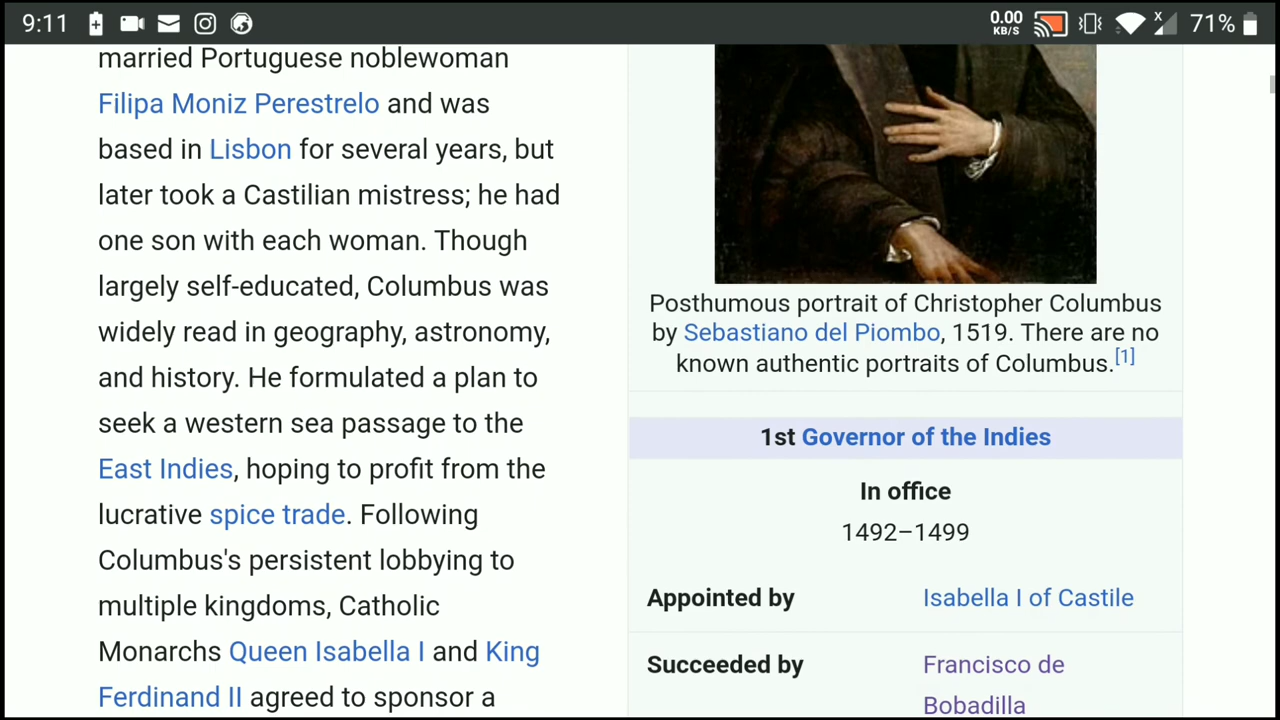 9:11
0.00
KB/S
X
71%
married Portuguese noblewoman
Filipa Moniz Perestrelo and was
based in Lisbon for several years, but
later took a Castilian mistress; he had
one son with each woman. Though
largely self-educated, Columbus was
widely read in geography, astronomy,
and history. He formulated a plan to
seek a western sea passage to the
East Indies, hoping to profit from the
lucrative spice trade. Following
Columbus's persistent lobbying to
multiple kingdoms, Catholic
Monarchs Queen Isabella I and King
Ferdinand II agreed to sponsor a
Posthumous portrait of Christopher Columbus
by Sebastiano del Piombo, 1519. There are no
known authentic portraits of Columbus.[1]
1st Governor of the Indies
In office
1492–1499
Appointed by Isabella I of Castile
Succeeded by Francisco de
Bobadilla